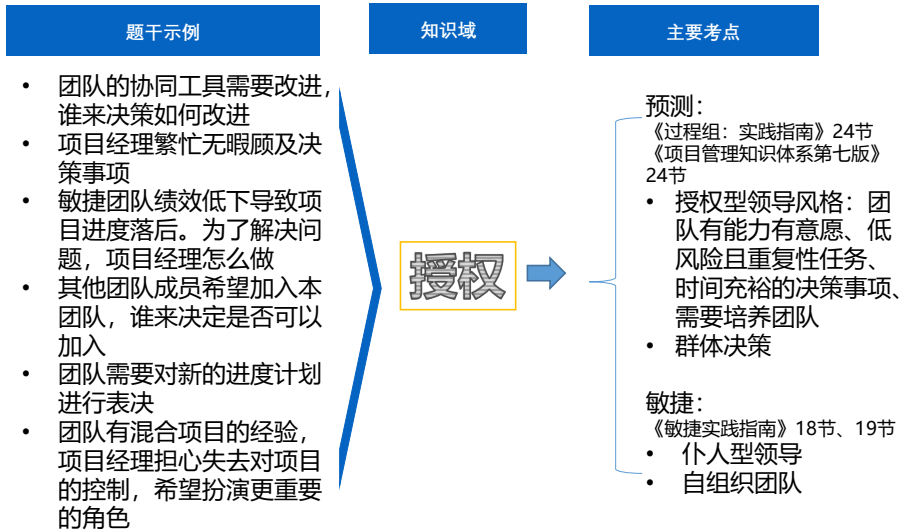 题干示例
知识域
主要考点
• 团队的协同工具需要改进，
谁来决策如何改进
• 项目经理繁忙无暇顾及决
策事项
• 敏捷团队绩效低下导致项
目进度落后。为了解决问
题，项目经理怎么做
• 其他团队成员希望加入本
团队，谁来决定是否可以
加入
• 团队需要对新的进度计划
进行表决
• 团队有混合项目的经验，
项目经理担心失去对项目
的控制，希望扮演更重要
的角色
授权
预测：
《过程组：实践指南》24节
《项目管理知识体系第七版》
24节
• 授权型领导风格：团
队有能力有意愿、低
风险且重复性任务、
时间充裕的决策事项、
需要培养团队
• 群体决策
敏捷：
《敏捷实践指南》18节、19节
• 仆人型领导
• 自组织团队